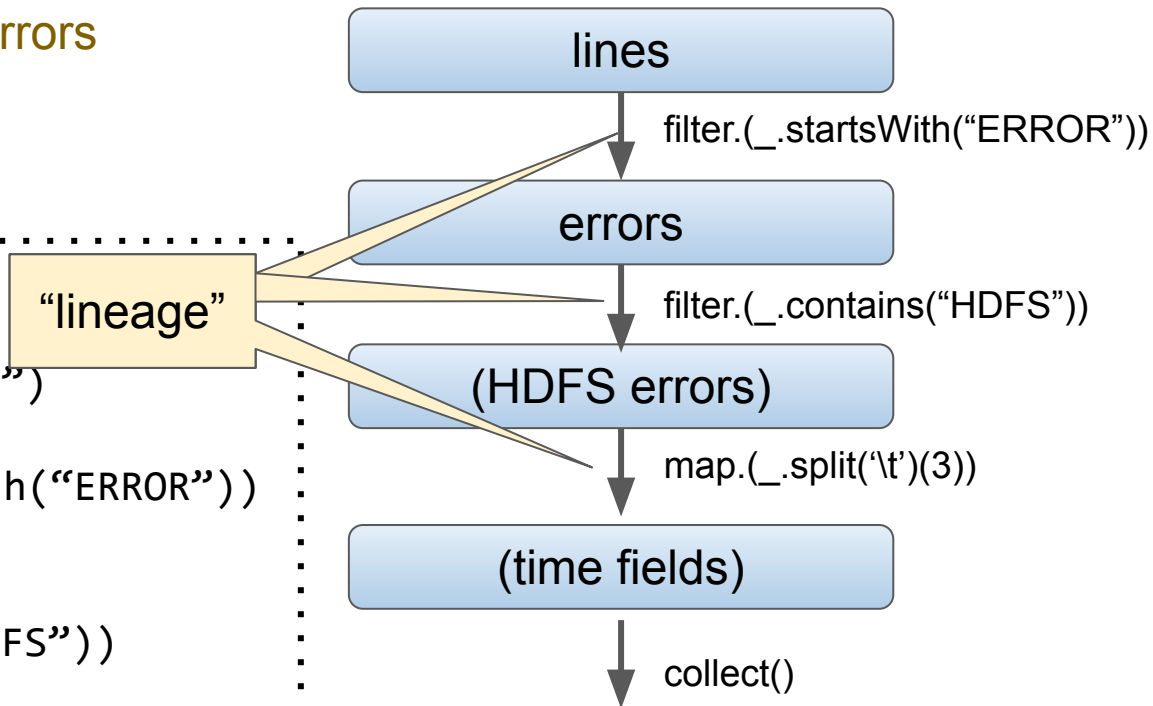 rrors
lines
filter.(_.startsWith(“ERROR”))
errors
“lineage”
filter.(_.contains(“HDFS”))
”)
(HDFS errors)
h(“ERROR”))
map.(_.split(‘\t’)(3))
(time fields)
FS”))
collect()